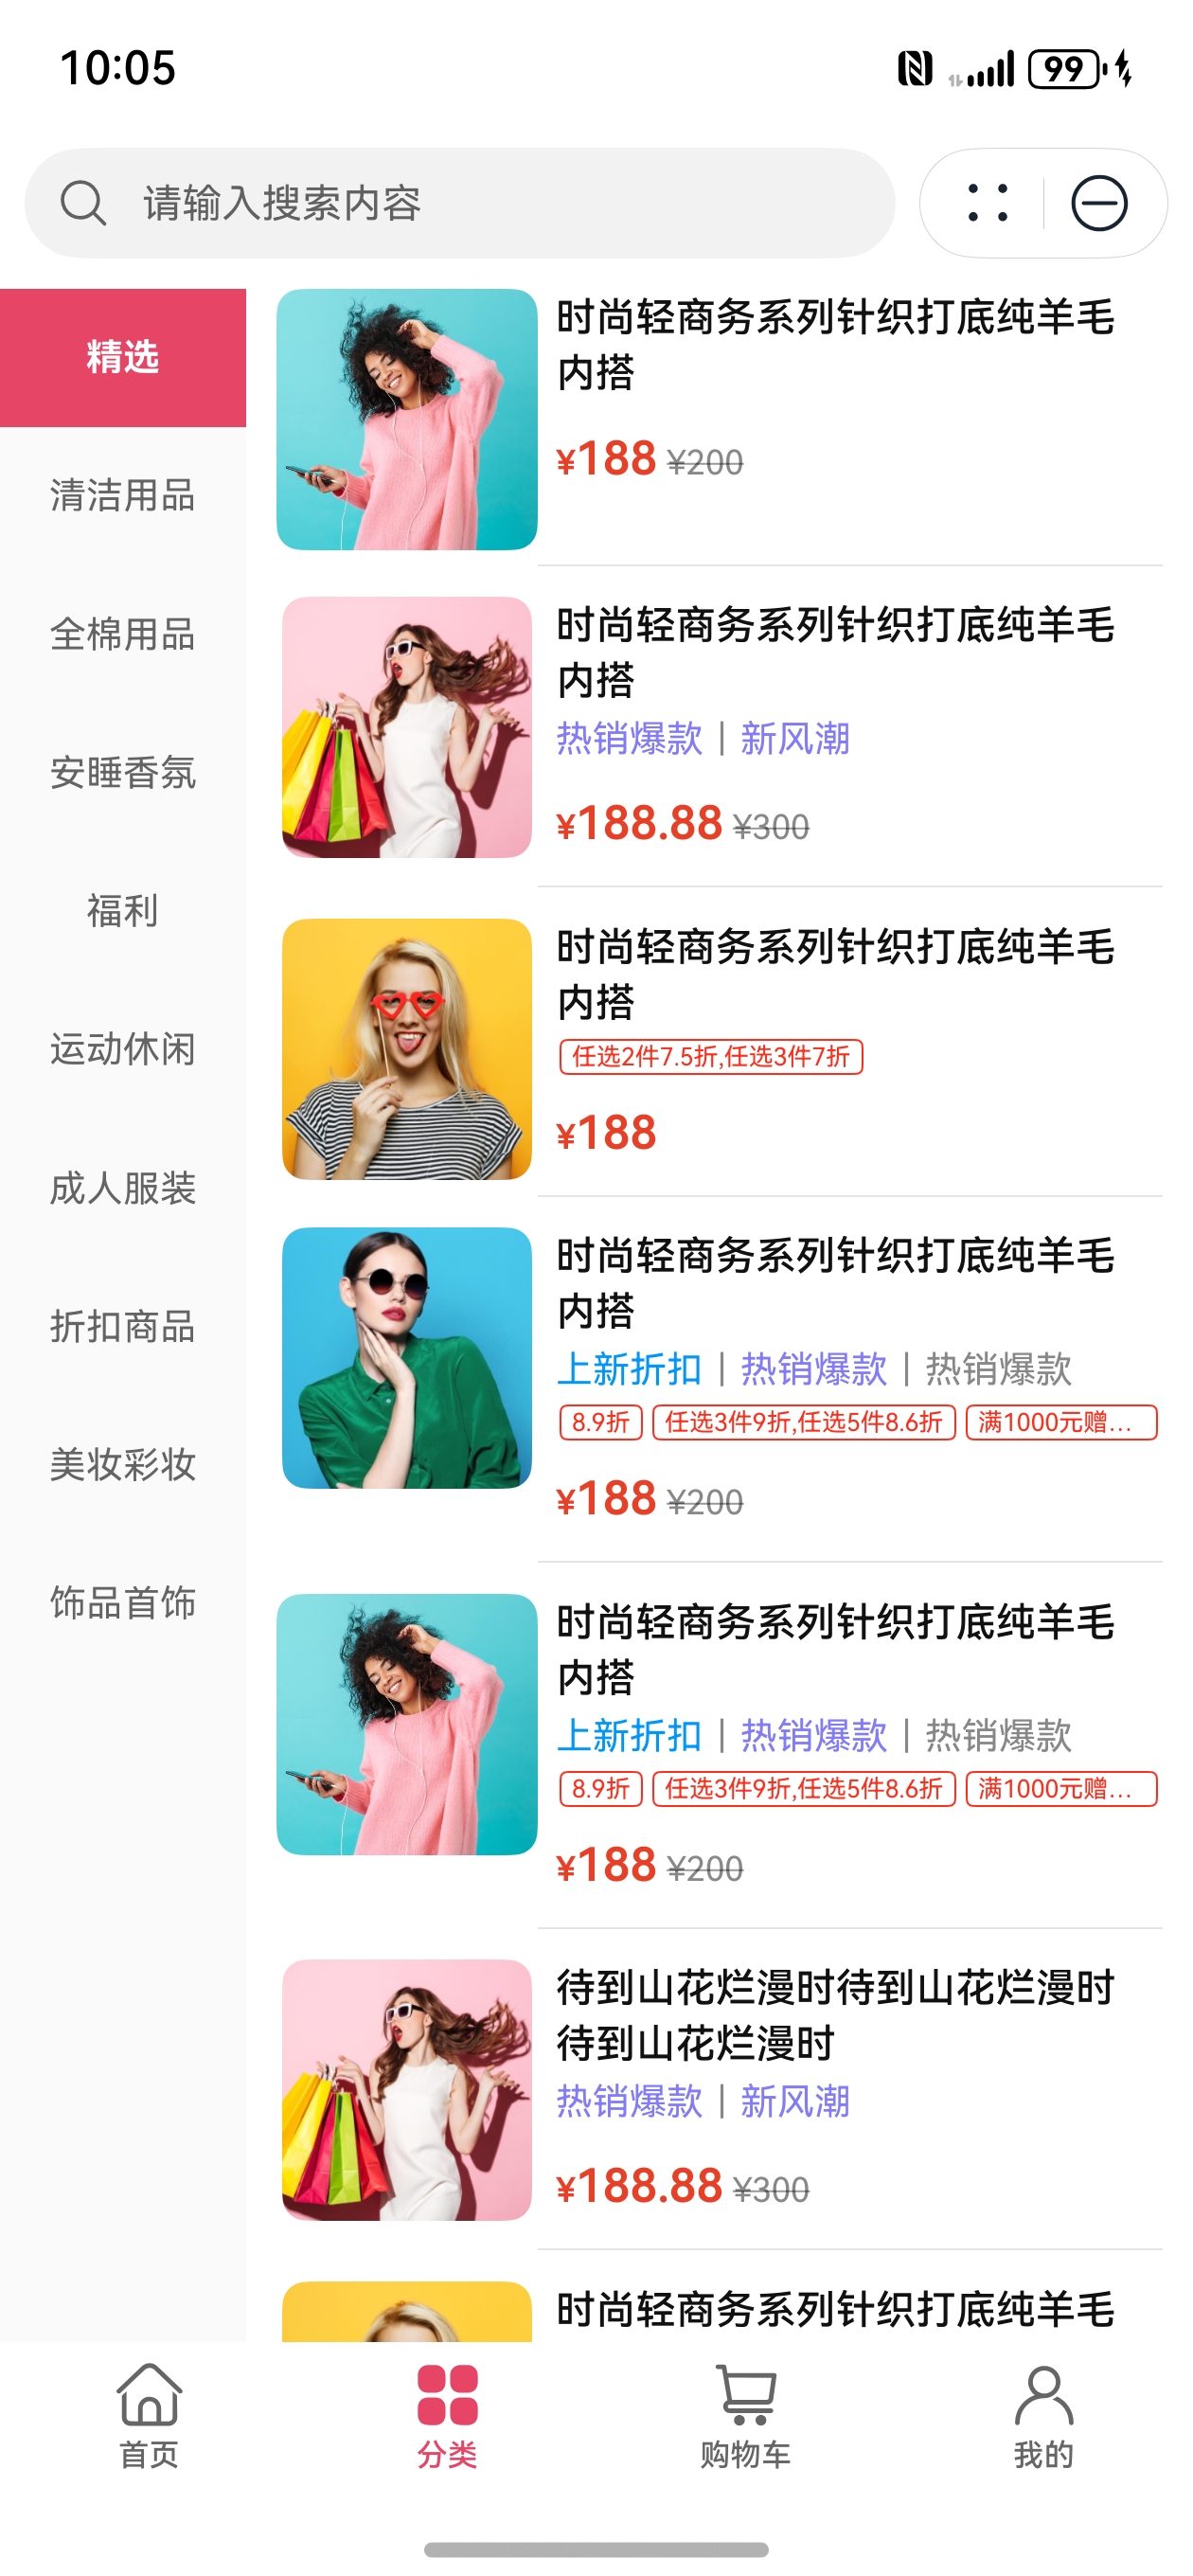 10:05
99
请输入搜索内容
精选
清洁用品
全棉用品
安睡香氛
福利
运动休闲
成人服装
折扣商品
美妆彩妆
饰品首饰
时尚轻商务系列针织打底纯羊毛
内搭
¥188 ¥200
时尚轻商务系列针织打底纯羊毛
内搭
热销爆款 | 新风潮
¥188.88 ¥300
时尚轻商务系列针织打底纯羊毛
内搭
任选2件7.5折,任选3件7折
¥188
时尚轻商务系列针织打底纯羊毛
内搭
上新折扣 | 热销爆款 | 热销爆款
8.9折 任选3件9折,任选5件8.6折 满1000元赠...
¥188 ¥200
时尚轻商务系列针织打底纯羊毛
内搭
上新折扣 | 热销爆款 | 热销爆款
8.9折 任选3件9折,任选5件8.6折 满1000元赠...
¥188 ¥200
待到山花烂漫时待到山花烂漫时
待到山花烂漫时
热销爆款 | 新风潮
¥188.88 ¥300
时尚轻商务系列针织打底纯羊毛
首页
分类
购物车
我的